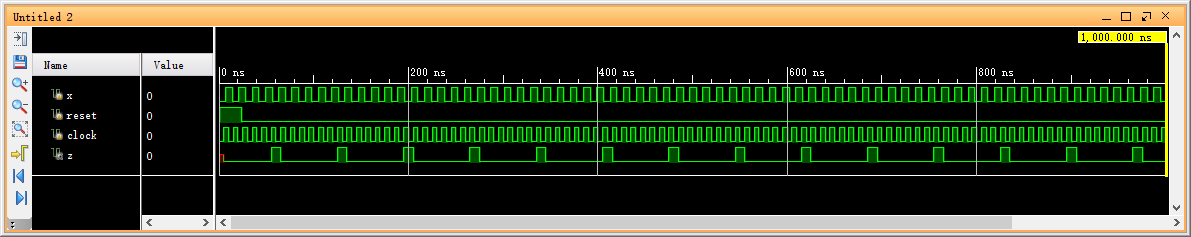 Untitled 2
1,000.000 ns
Name Value
0 ns 200 ns 400 ns 600 ns 800 ns
x 0
reset 0
clock 0
z 0